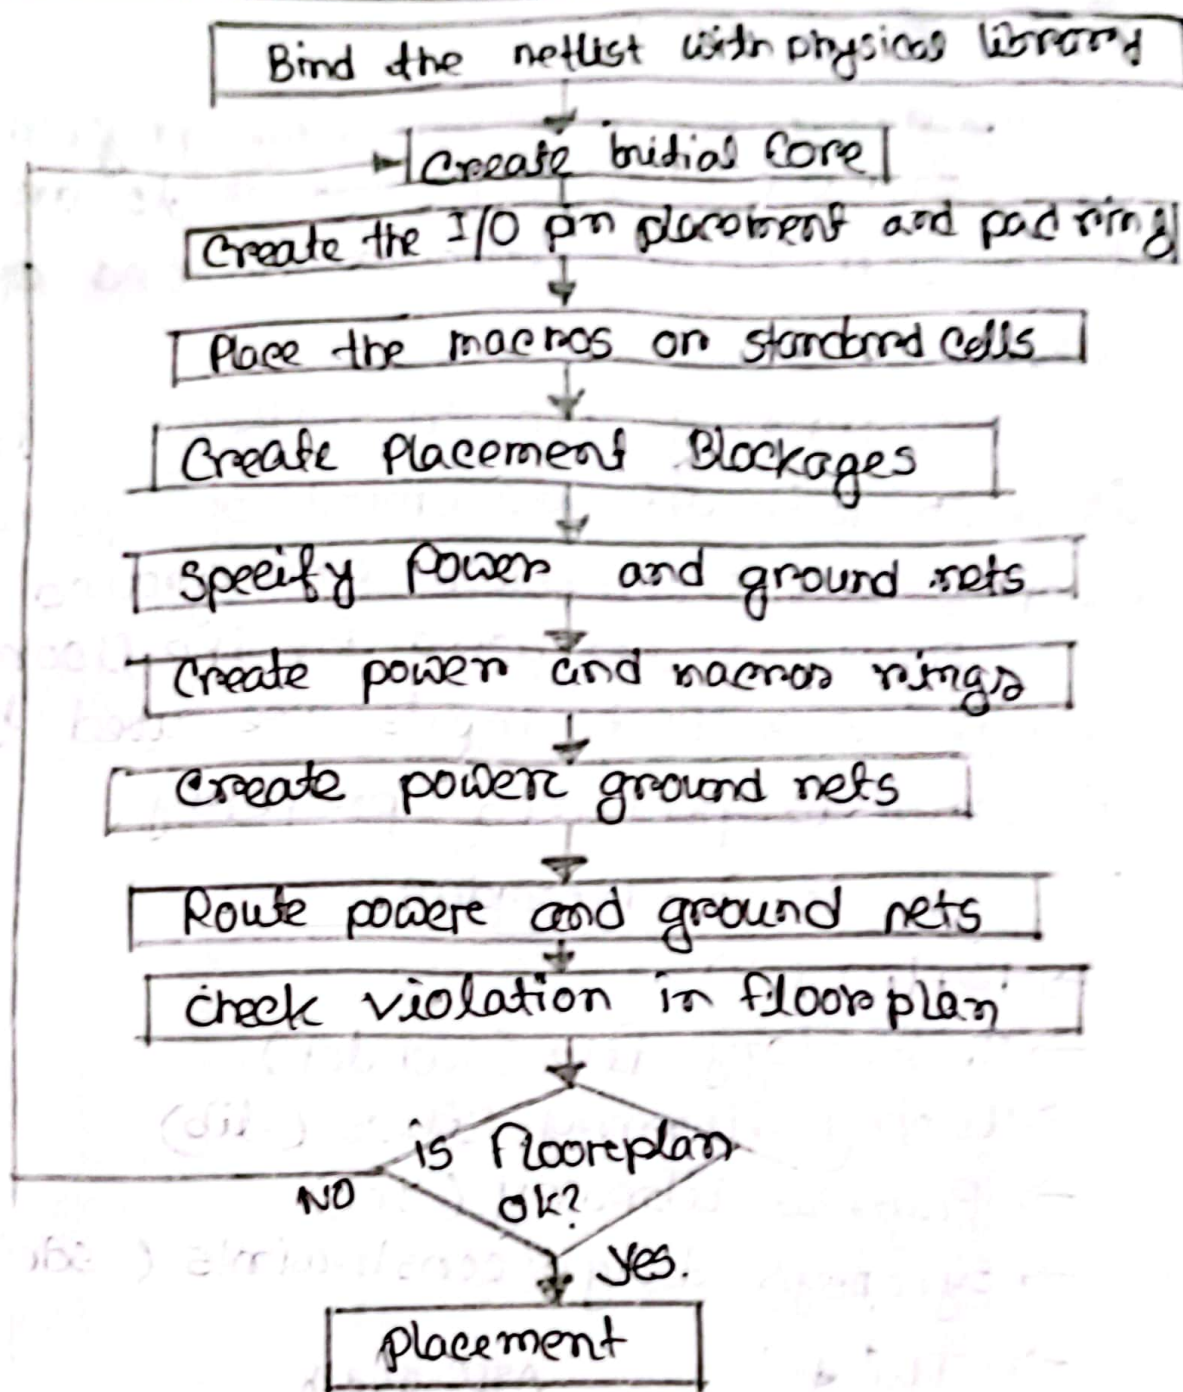 Bind the netlist with physical library
Create initial Core
Create the I/O pin placement and pad ring
Place the macros on standard cells
Create Placement Blockages
Specify Power and ground nets
Create power and macros rings
Create power ground nets
Route power and ground nets
Check violation in floorplan
is Floorplan
NO
ok?
yes.
Placement